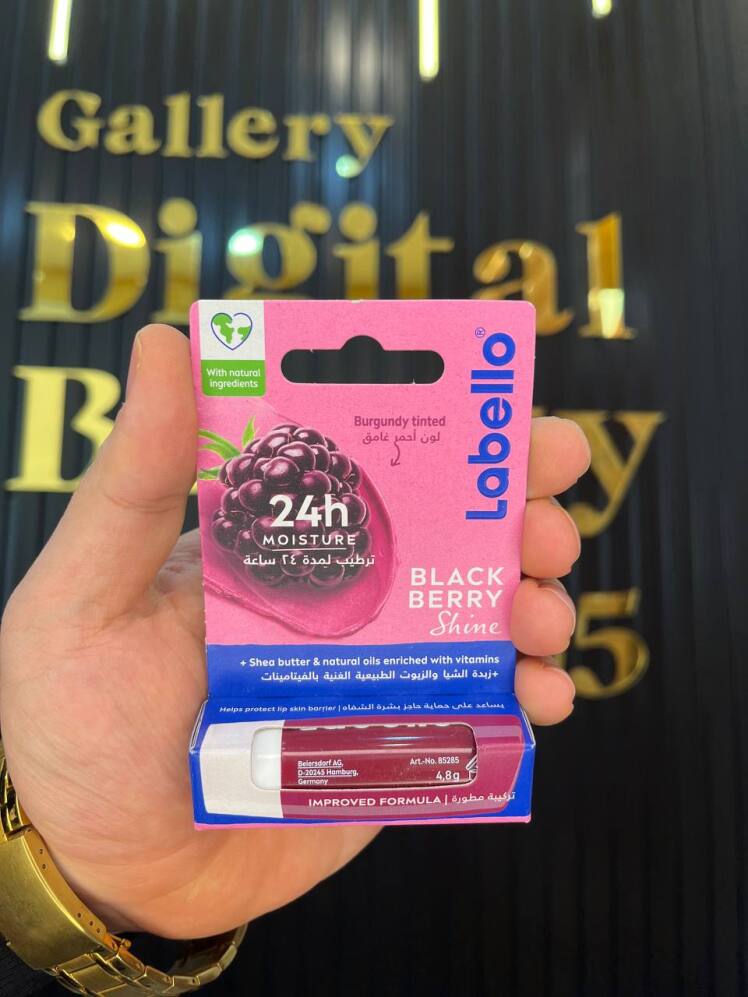 Gallery
Digital
With natural
ingredients
Labello®
Burgundy tinted
لون أحمر غامق
24h
MOISTURE
ترطيب لمدة ٢٤ ساعة
BLACK
BERRY
Shine
+ Shea butter & natural oils enriched with vitamins
+زبدة الشيا والزيوت الطبيعية الغنية بالفيتامينات
Helps protect lip skin barrier | يساعد على حماية حاجز بشرة الشفاه
Beiersdorf AG,
D-20245 Hamburg,
Germany
Art.-No. 85285
4,8g
IMPROVED FORMULA | تركيبة مطورة